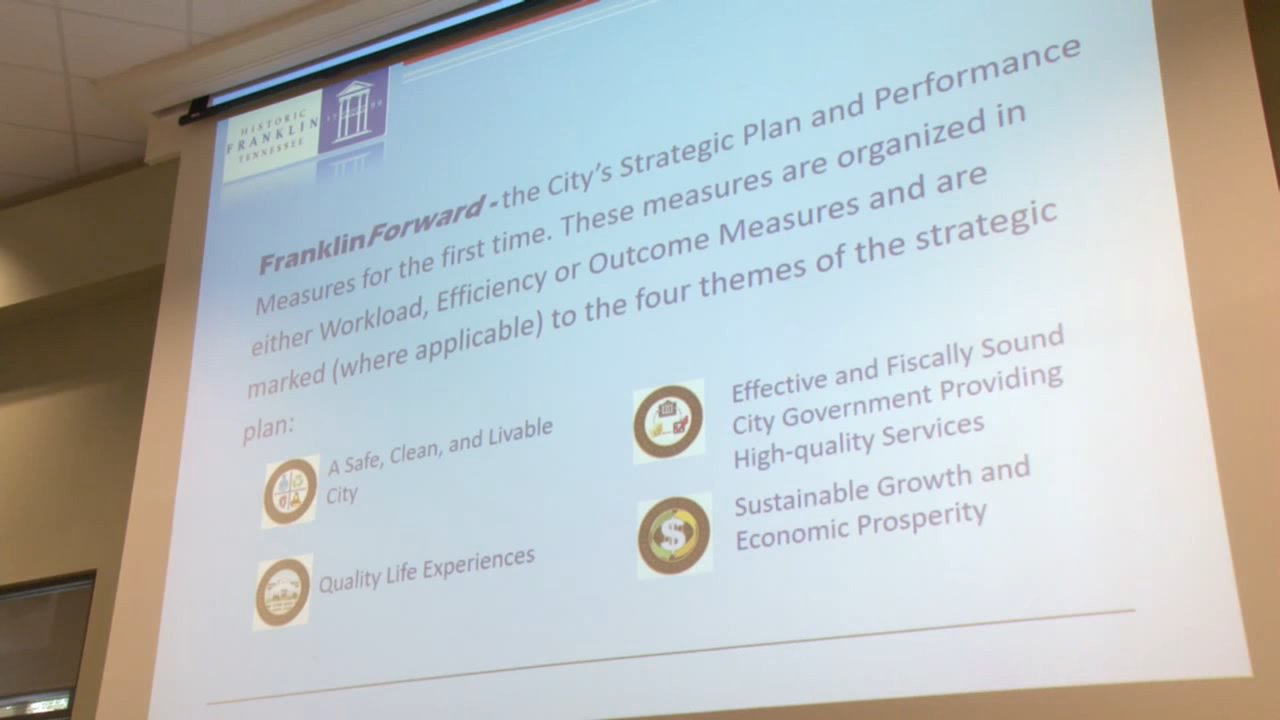 HISTORIC
FRANKLIN
TENNESSEE
FranklinForward - the City's Strategic Plan and Performance
Measures for the first time. These measures are organized in
either Workload, Efficiency or Outcome Measures and are
marked (where applicable) to the four themes of the strategic
plan:
A Safe, Clean, and Livable
City
Quality Life Experiences
Effective and Fiscally Sound
City Government Providing
High-quality Services
Sustainable Growth and
Economic Prosperity